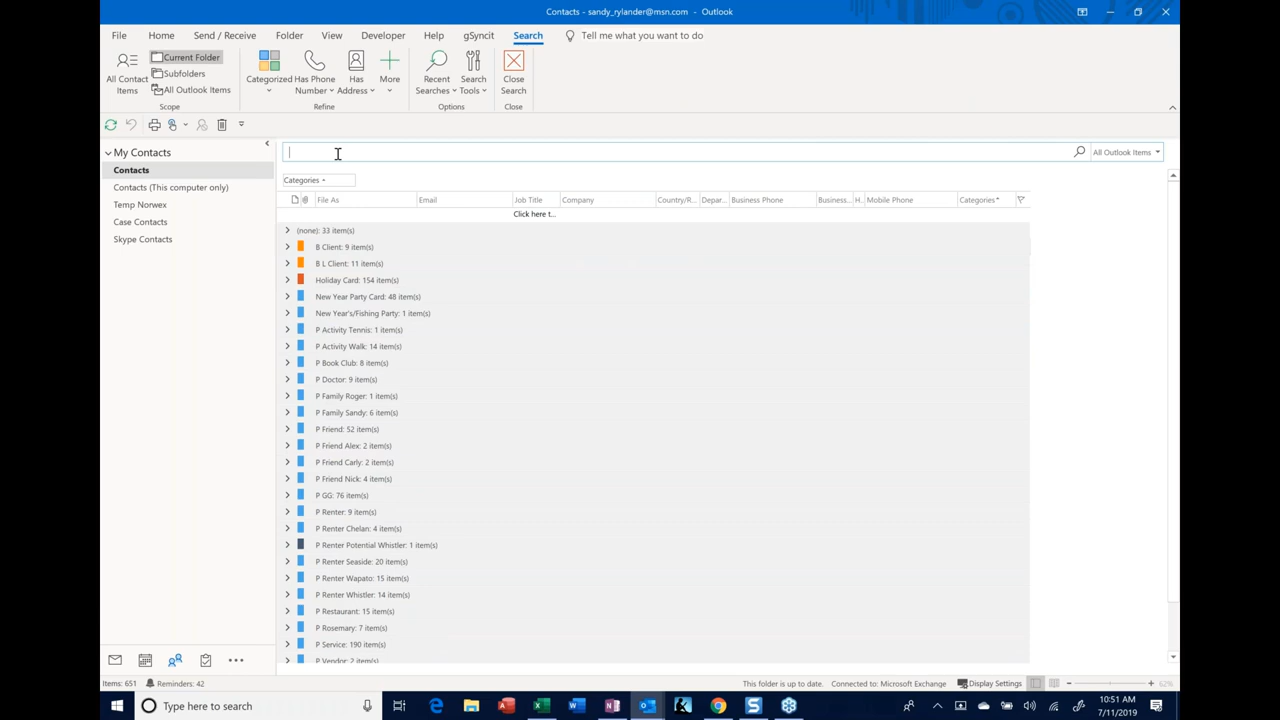 Contacts - sandy_rylander@msn.com - Outlook
File Home Send / Receive Folder View Developer Help gSyncit Search Tell me what you want to do
All Contact Items
Current Folder
Subfolders
All Outlook Items
Scope
Categorized
Has Phone Number
Has Address
More
Refine
Recent Searches
Search Tools
Options
Close Search
Close
My Contacts
Contacts
Contacts (This computer only)
Temp Norwex
Case Contacts
Skype Contacts
All Outlook Items
Categories
File As Email Job Title Company Country/R... Depar... Business Phone Business... H. Mobile Phone Categories
Click here t...
(none): 33 item(s)
B Client: 9 item(s)
B L Client: 11 item(s)
Holiday Card: 154 item(s)
New Year Party Card: 48 item(s)
New Year's/Fishing Party: 1 item(s)
P Activity Tennis: 1 item(s)
P Activity Walk: 14 item(s)
P Book Club: 8 item(s)
P Doctor: 9 item(s)
P Family Roger: 1 item(s)
P Family Sandy: 6 item(s)
P Friend: 52 item(s)
P Friend Alex: 2 item(s)
P Friend Carly: 2 item(s)
P Friend Nick: 4 item(s)
P GG: 76 item(s)
P Renter: 9 item(s)
P Renter Chelan: 4 item(s)
P Renter Potential Whistler: 1 item(s)
P Renter Seaside: 20 item(s)
P Renter Wapato: 15 item(s)
P Renter Whistler: 14 item(s)
P Restaurant: 15 item(s)
P Rosemary: 7 item(s)
P Service: 190 item(s)
P Vendor: 2 item(s)
Items: 651 Reminders: 42 This folder is up to date. Connected to: Microsoft Exchange Display Settings 62%
Type here to search
10:51 AM
7/11/2019